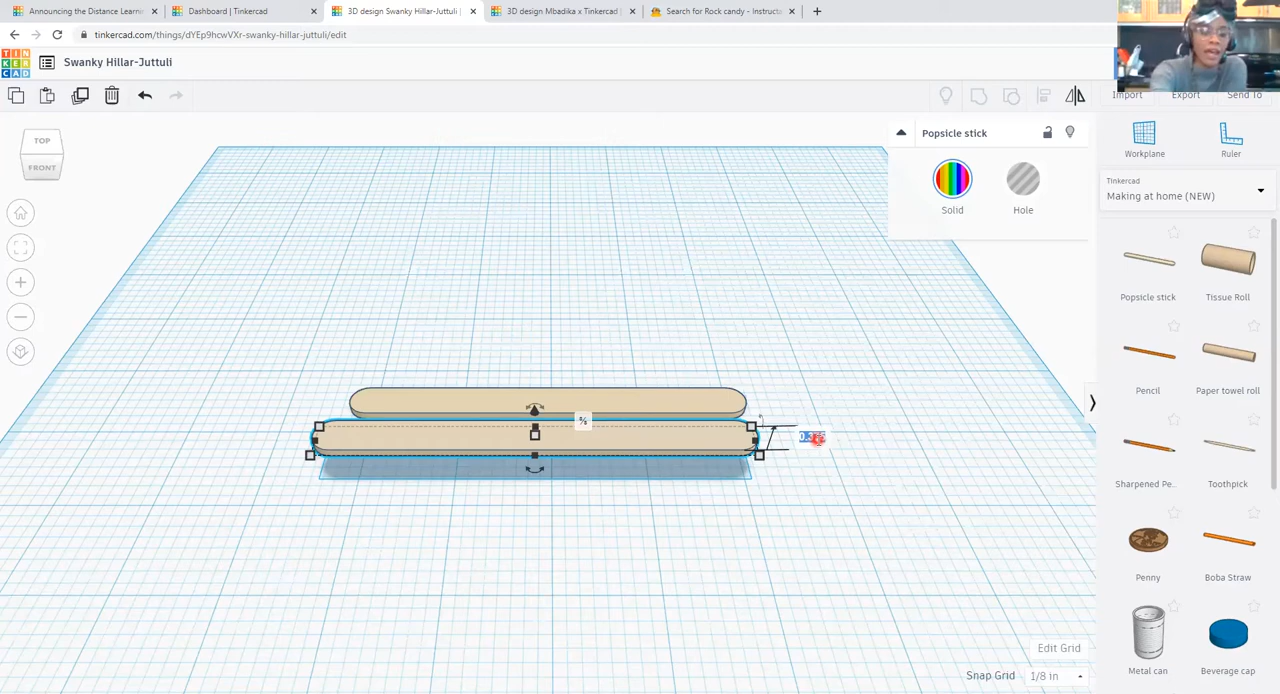 Announcing the Distance Learni
Dashboard | Tinkercad
3D design Swanky Hillar-Juttuli |
3D design Mbadika x Tinkercad |
Search for Rock candy - Instructa
tinkercad.com/things/dYEp9hcwVXr-swanky-hillar-juttuli/edit
TIN
KER
CAD
Swanky Hillar-Juttuli
Import
Export
Send To
TOP
FRONT
Popsicle stick
Solid
Hole
Workplane
Ruler
Tinkercad
Making at home (NEW)
Popsicle stick
Tissue Roll
Pencil
Paper towel roll
Sharpened Pe...
Toothpick
Penny
Boba Straw
Metal can
Beverage cap
Edit Grid
Snap Grid
1/8 in